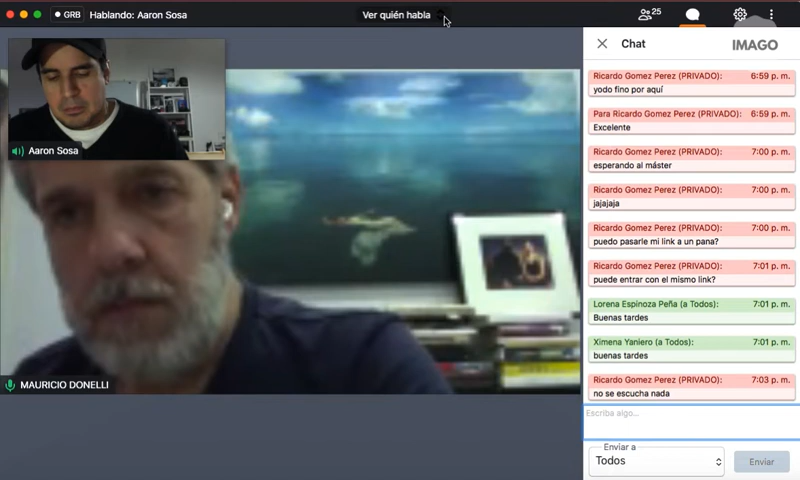 GRB
Hablando: Aaron Sosa
Ver quién habla
25
Chat
IMAGO
Aaron Sosa
MAURICIO DONELLI
Ricardo Gomez Perez (PRIVADO): 6:59 p. m.
yodo fino por aquí
Para Ricardo Gomez Perez (PRIVADO): 6:59 p. m.
Excelente
Ricardo Gomez Perez (PRIVADO): 7:00 p. m.
esperando al máster
Ricardo Gomez Perez (PRIVADO): 7:00 p. m.
jajajaja
Ricardo Gomez Perez (PRIVADO): 7:00 p. m.
puedo pasarle mi link a un pana?
Ricardo Gomez Perez (PRIVADO): 7:01 p. m.
puede entrar con el mismo link?
Lorena Espinoza Peña (a Todos): 7:01 p. m.
Buenas tardes
Ximena Yaniero (a Todos): 7:01 p. m.
buenas tardes
Ricardo Gomez Perez (PRIVADO): 7:03 p. m.
no se escucha nada
Escriba algo...
Enviar a
Todos
Enviar